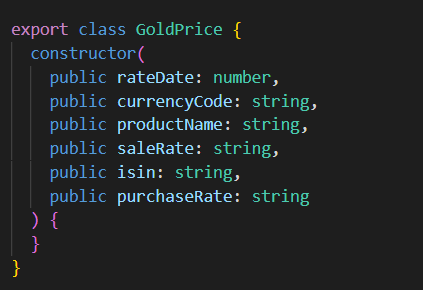 export class GoldPrice {
constructor(
public rateDate: number,
public currencyCode: string,
public productName: string,
public saleRate: string,
public isin: string,
public purchaseRate: string
) {
}
}